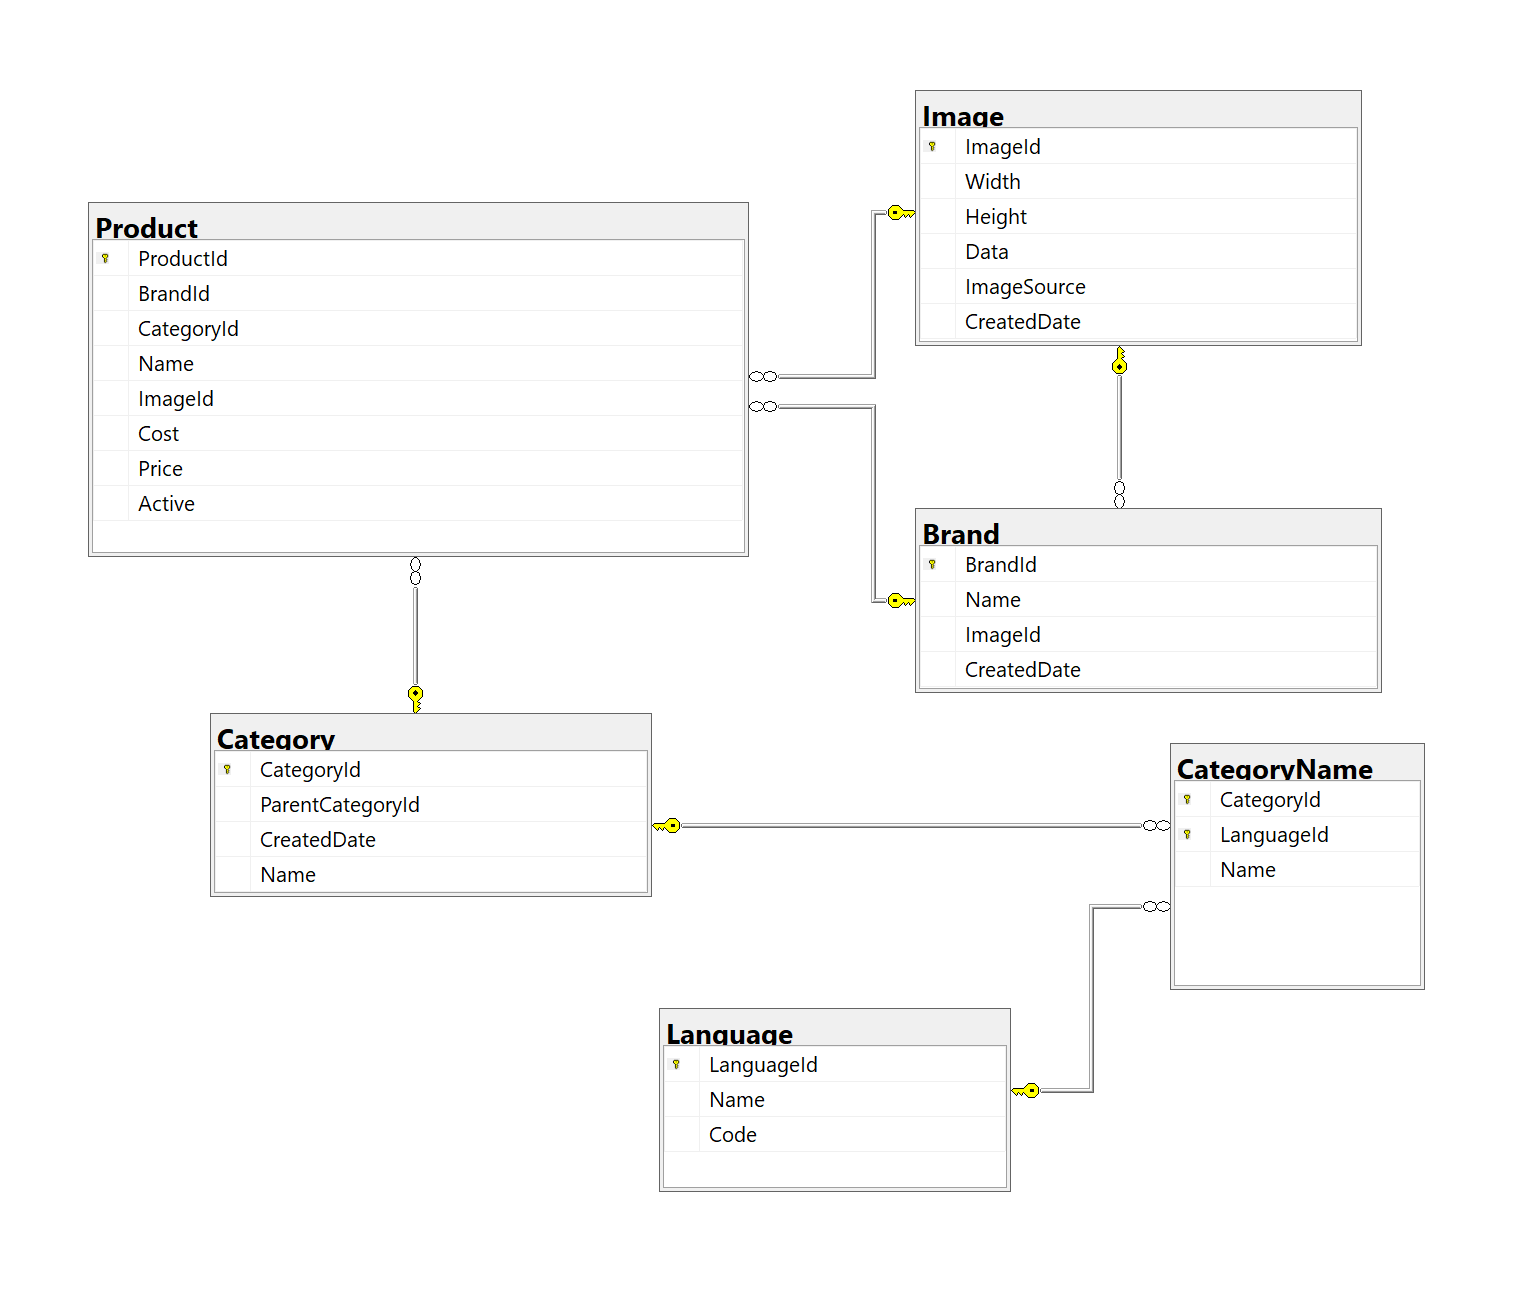 Image
ImageId
Width
Height
Data
ImageSource
CreatedDate
Product
ProductId
BrandId
CategoryId
Name
ImageId
Cost
Price
Active
Brand
BrandId
Name
ImageId
CreatedDate
Category
CategoryId
ParentCategoryId
CreatedDate
Name
CategoryName
CategoryId
LanguageId
Name
Language
LanguageId
Name
Code